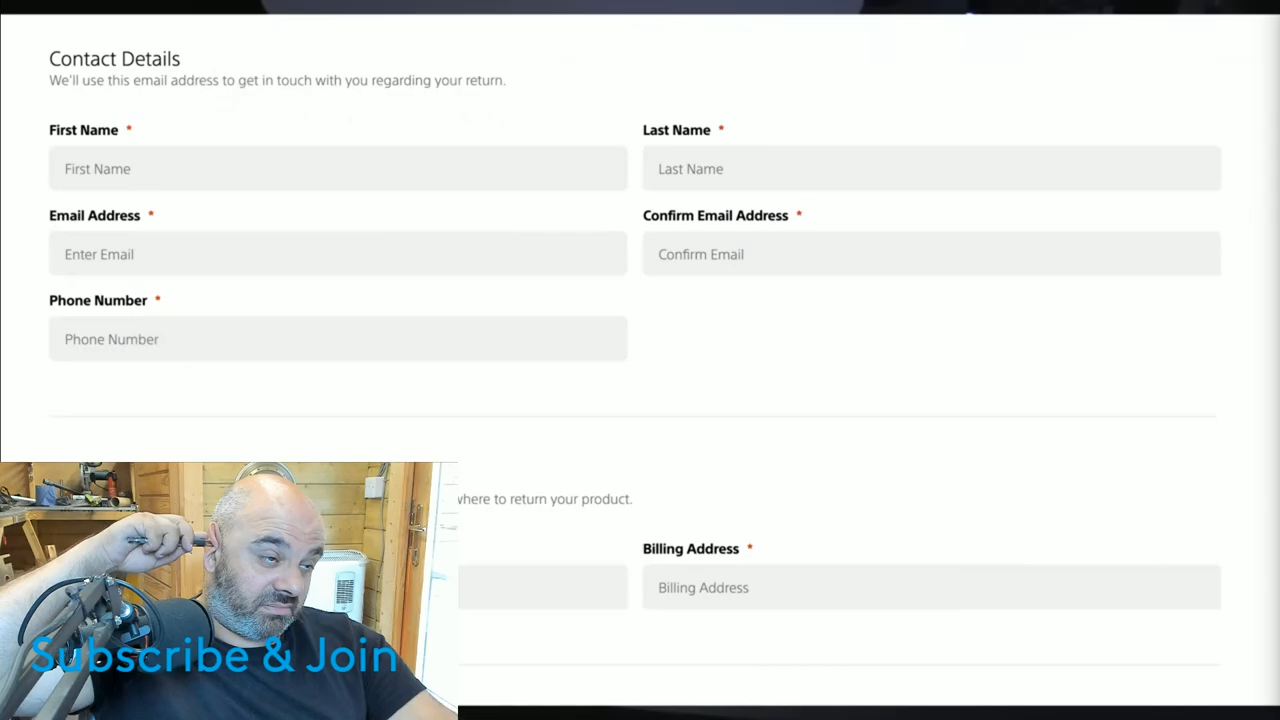 Contact Details
We'll use this email address to get in touch with you regarding your return.
First Name *
Last Name *
First Name
Last Name
Email Address *
Confirm Email Address *
Enter Email
Confirm Email
Phone Number *
Phone Number
where to return your product.
Billing Address *
Billing Address
Subscribe & Join